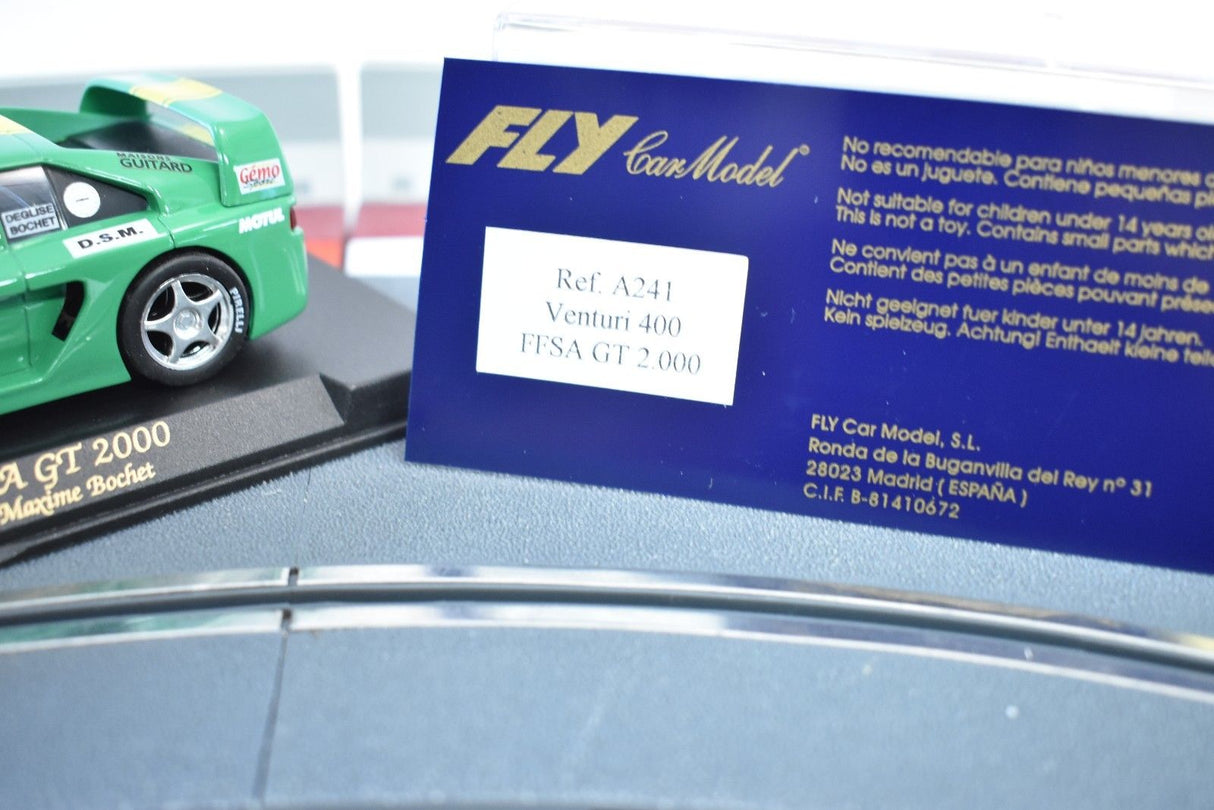 MAISONS
GUITARD
Gémo
DEGLISE
BOCHET
MOTUL
D.S.M.
PIRELLI
A GT 2000
Maxime Bochet
FLY Car Model
Ref. A241
Venturi 400
FFSA GT 2.000
No recomendable para niños menores
No es un juguete. Contiene pequeñas
Not suitable for children under 14 years
This is not a toy. Contains small parts which
Ne convient pas à un enfant de moins de
Contient des petites pièces pouvant
Nicht geeignet fuer kinder unter 14 jahren.
Kein spielzeug. Achtung! Enthaelt kleine
FLY Car Model, S.L.
Ronda de la Buganvilla del Rey nº 31
28023 Madrid ( ESPAÑA )
C.I.F. B-81410672